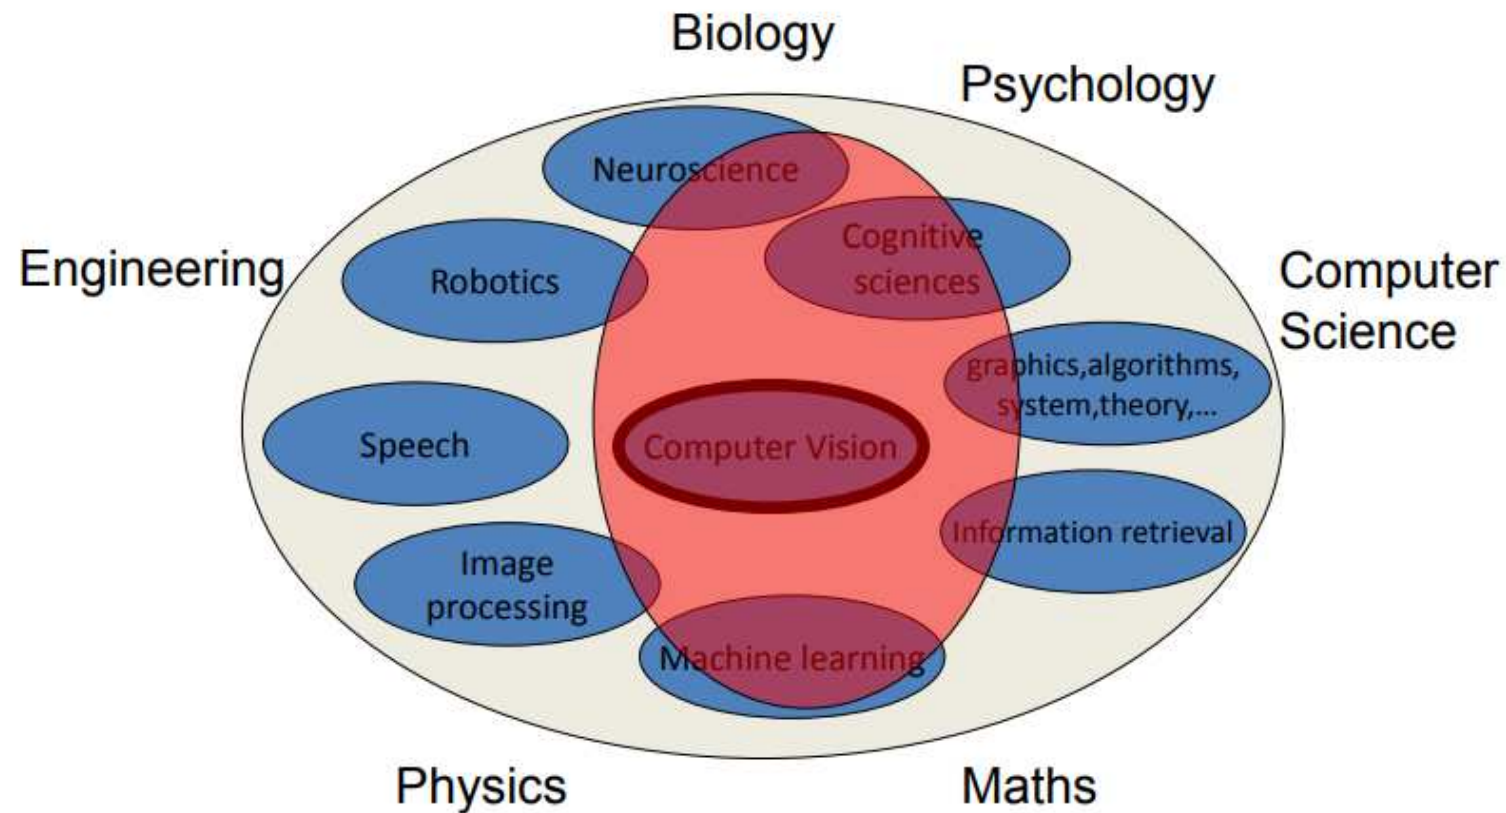 Biology
Psychology
Neuroscience
Cognitive
sciences
Engineering
Robotics
Computer
Science
graphics,algorithms,
system,theory,...
Speech
Computer Vision
Information retrieval
Image
processing
Machine learning
Physics
Maths